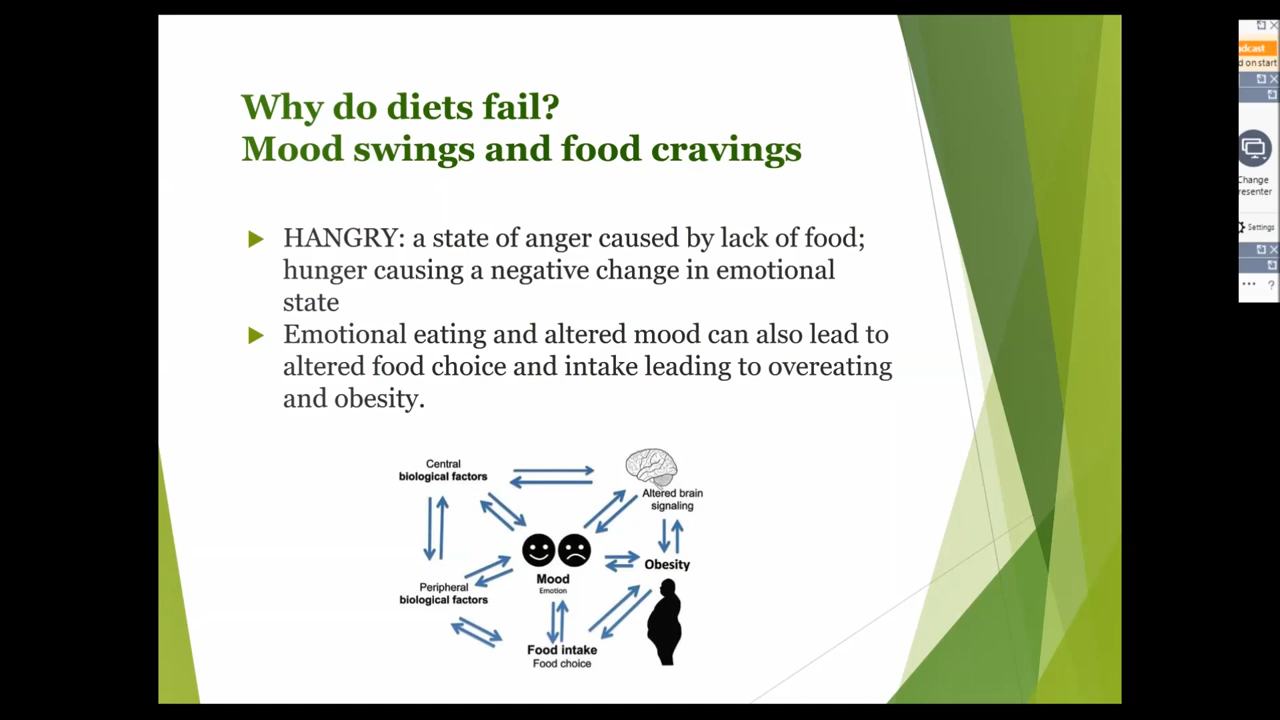 Why do diets fail?
Mood swings and food cravings
HANGRY: a state of anger caused by lack of food;
hunger causing a negative change in emotional
state
Emotional eating and altered mood can also lead to
altered food choice and intake leading to overeating
and obesity.
Central
biological factors
Altered brain
signaling
Mood
Emotion
Obesity
Peripheral
biological factors
Food intake
Food choice
dcast
d on start
Change
resenter
Settings
... ?